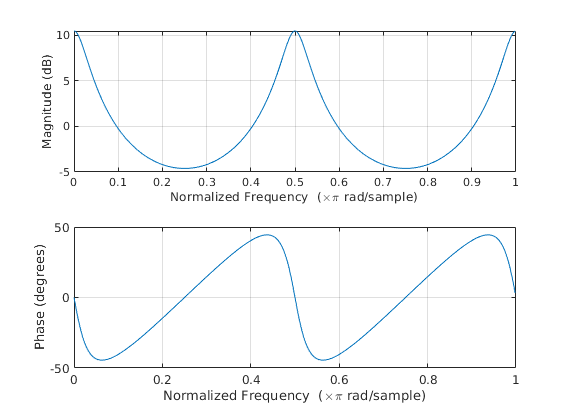 10
5
0
-5
Magnitude (dB)
0 0.1 0.2 0.3 0.4 0.5 0.6 0.7 0.8 0.9 1
Normalized Frequency (×π rad/sample)
50
0
-50
Phase (degrees)
0 0.2 0.4 0.6 0.8 1
Normalized Frequency (×π rad/sample)